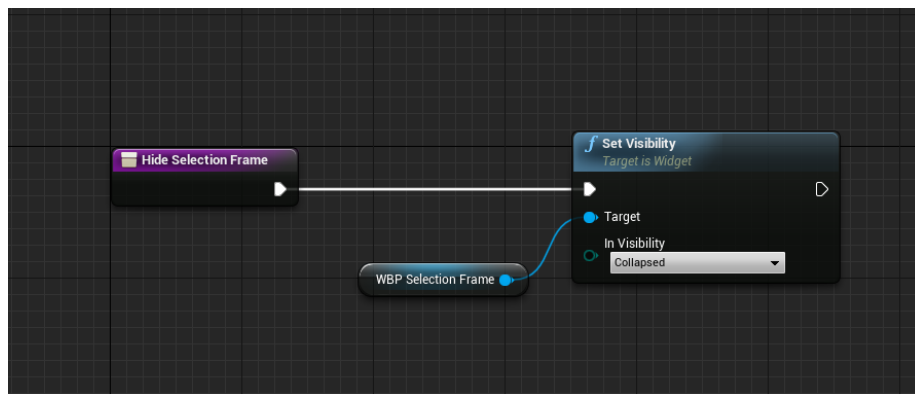 Hide Selection Frame
f Set Visibility
Target is Widget
Target
In Visibility
Collapsed
WBP Selection Frame